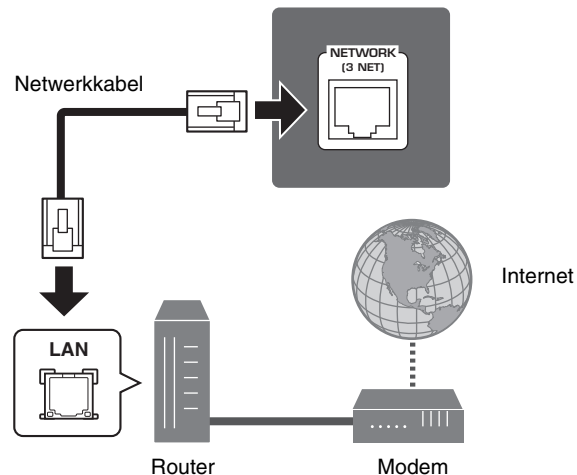 NETWORK
(3 NET)
Netwerkkabel
Internet
LAN
Router
Modem